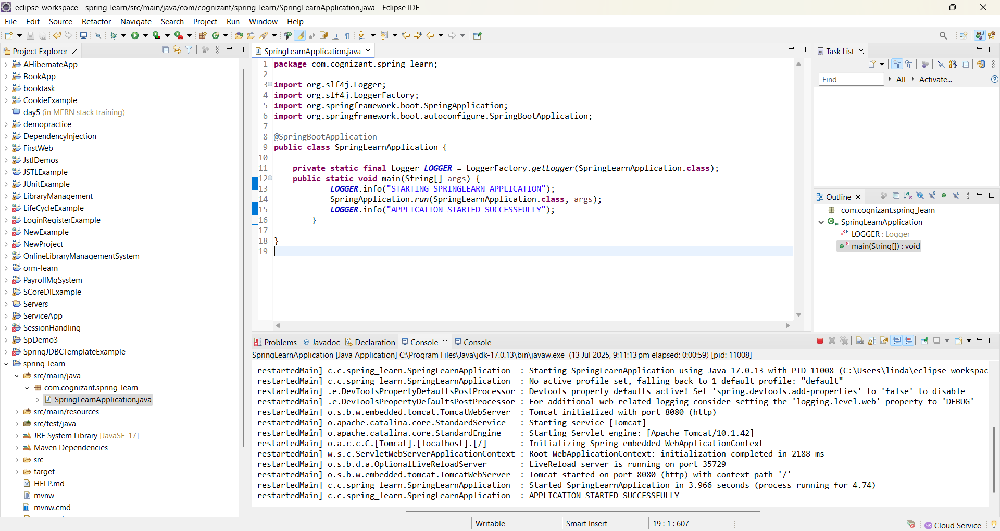 eclipse-workspace - spring-learn/src/main/java/com/cognizant/spring_learn/SpringLearnApplication.java - Eclipse IDE
File Edit Source Refactor Navigate Search Project Run Window Help
Project Explorer
AHibernateApp
BookApp
booktask
CookieExample
day5 (in MERN stack training)
demopractice
DependencyInjection
FirstWeb
JstlDemos
JSTLExample
JUnitExample
LibraryManagement
LifeCycleExample
LoginRegisterExample
NewExample
NewProject
OnlineLibraryManagementSystem
orm-learn
PayrollMgSystem
SCoreDIExample
Servers
ServiceApp
SessionHandling
SpDemo3
SpringJDBCTemplateExample
spring-learn
src/main/java
com.cognizant.spring_learn
SpringLearnApplication.java
src/main/resources
src/test/java
JRE System Library [JavaSE-17]
Maven Dependencies
src
target
HELP.md
mvnw
mvnw.cmd
SpringLearnApplication.java
1 package com.cognizant.spring_learn;
2
3 import org.slf4j.Logger;
4 import org.slf4j.LoggerFactory;
5 import org.springframework.boot.SpringApplication;
6 import org.springframework.boot.autoconfigure.SpringBootApplication;
7
8 @SpringBootApplication
9 public class SpringLearnApplication {
10
11 private static final Logger LOGGER = LoggerFactory.getLogger(SpringLearnApplication.class);
12 public static void main(String[] args) {
13 LOGGER.info("STARTING SPRINGLEARN APPLICATION");
14 SpringApplication.run(SpringLearnApplication.class, args);
15 LOGGER.info("APPLICATION STARTED SUCCESSFULLY");
16 }
17
18 }
19
Task List
Find All Activate...
Outline
com.cognizant.spring_learn
SpringLearnApplication
LOGGER : Logger
main(String[]) : void
Problems Javadoc Declaration Console Console
SpringLearnApplication [Java Application] C:\Program Files\Java\jdk-17.0.13\bin\javaw.exe (13 Jul 2025, 9:11:13 pm elapsed: 0:00:59) [pid: 11008]
restartedMain] c.c.spring_learn.SpringLearnApplication : Starting SpringLearnApplication using Java 17.0.13 with PID 11008 (C:\Users\linda\eclipse-workspac
restartedMain] c.c.spring_learn.SpringLearnApplication : No active profile set, falling back to 1 default profile: "default"
restartedMain] .e.DevToolsPropertyDefaultsPostProcessor : Devtools property defaults active! Set 'spring.devtools.add-properties' to 'false' to disable
restartedMain] .e.DevToolsPropertyDefaultsPostProcessor : For additional web related logging consider setting the 'logging.level.web' property to 'DEBUG'
restartedMain] o.s.b.w.embedded.tomcat.TomcatWebServer : Tomcat initialized with port 8080 (http)
restartedMain] o.apache.catalina.core.StandardService : Starting service [Tomcat]
restartedMain] o.apache.catalina.core.StandardEngine : Starting Servlet engine: [Apache Tomcat/10.1.42]
restartedMain] o.a.c.c.C.[Tomcat].[localhost].[/] : Initializing Spring embedded WebApplicationContext
restartedMain] w.s.c.ServletWebServerApplicationContext : Root WebApplicationContext: initialization completed in 2188 ms
restartedMain] o.s.b.d.a.OptionalLiveReloadServer : LiveReload server is running on port 35729
restartedMain] o.s.b.w.embedded.tomcat.TomcatWebServer : Tomcat started on port 8080 (http) with context path '/'
restartedMain] c.c.spring_learn.SpringLearnApplication : Started SpringLearnApplication in 3.966 seconds (process running for 4.74)
restartedMain] c.c.spring_learn.SpringLearnApplication : APPLICATION STARTED SUCCESSFULLY
Writable Smart Insert 19 : 1 : 607 Cloud Service